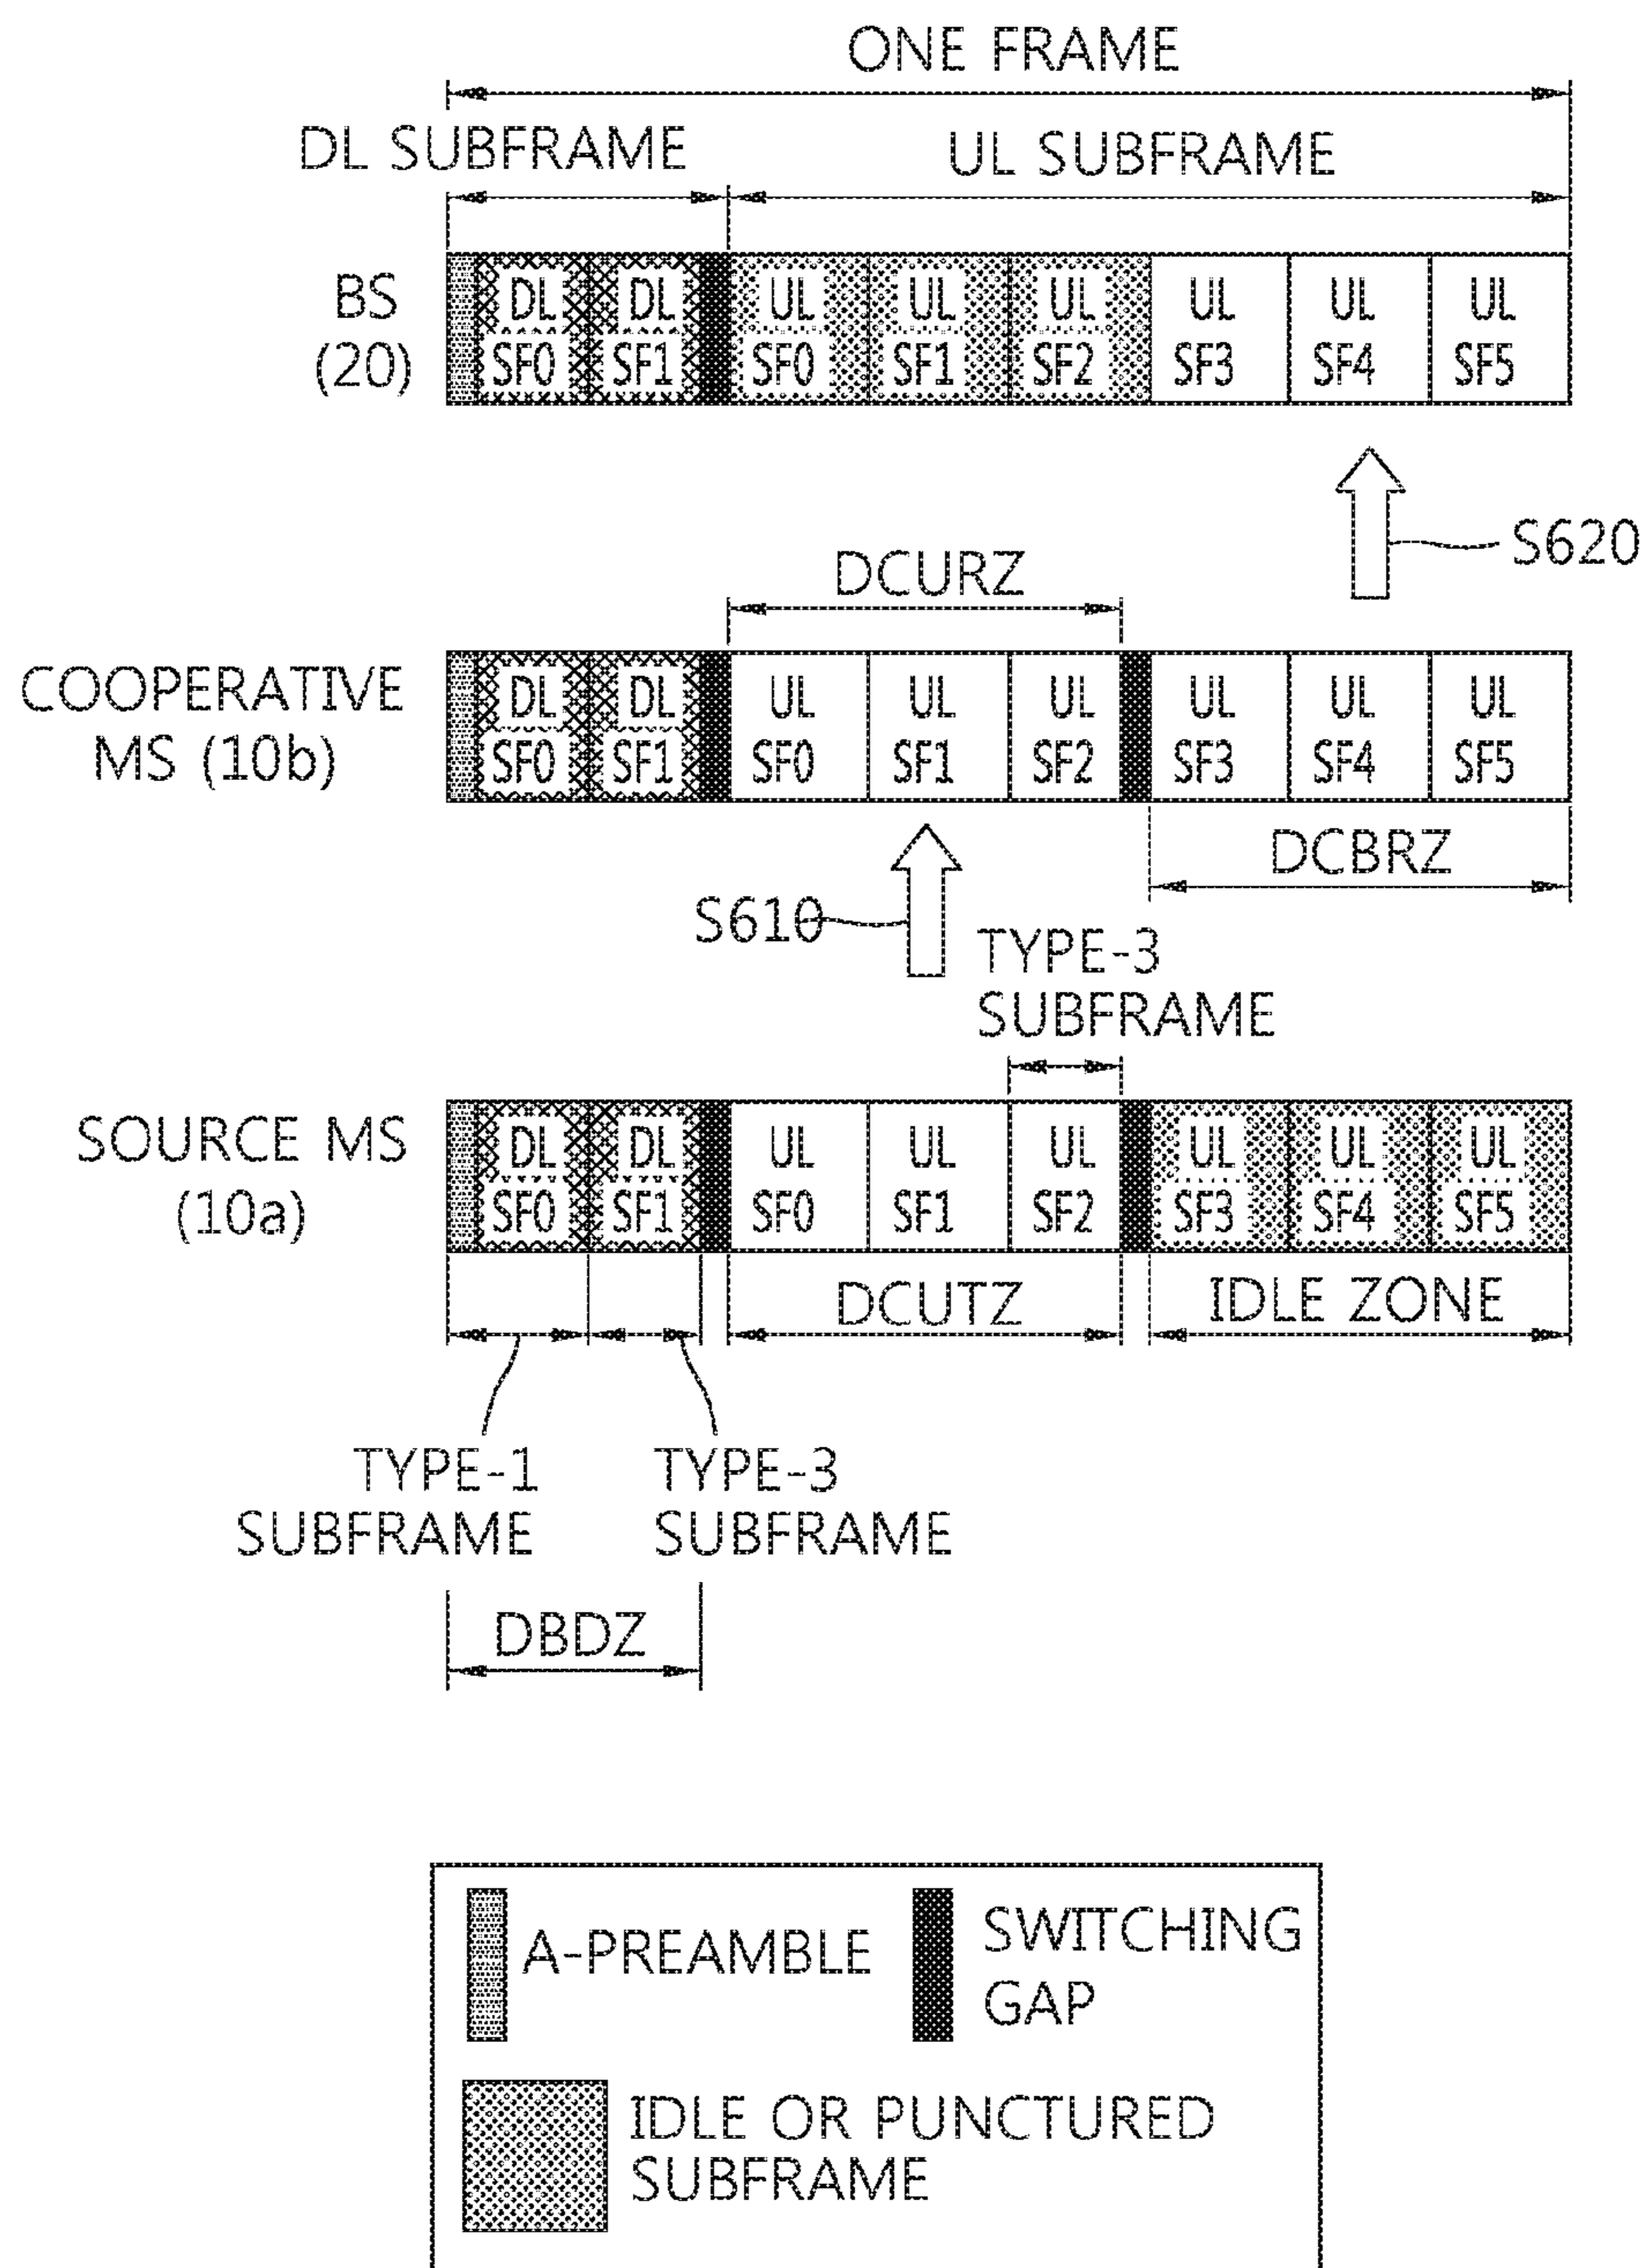 ONE FRAME
DL SUBFRAME
UL SUBFRAME
BS
(20)
DL DL UL UL UL UL UL UL
SF0 SF1 SF0 SF1 SF2 SF3 SF4 SF5
S620
DCURZ
COOPERATIVE
MS (10b)
DL DL UL UL UL UL UL UL
SF0 SF1 SF0 SF1 SF2 SF3 SF4 SF5
DCBRZ
S610
TYPE-3
SUBFRAME
SOURCE MS
(10a)
DL DL UL UL UL UL UL UL
SF0 SF1 SF0 SF1 SF2 SF3 SF4 SF5
DCUTZ
IDLE ZONE
TYPE-1
SUBFRAME
TYPE-3
SUBFRAME
DBDZ
A-PREAMBLE
SWITCHING
GAP
IDLE OR PUNCTURED
SUBFRAME